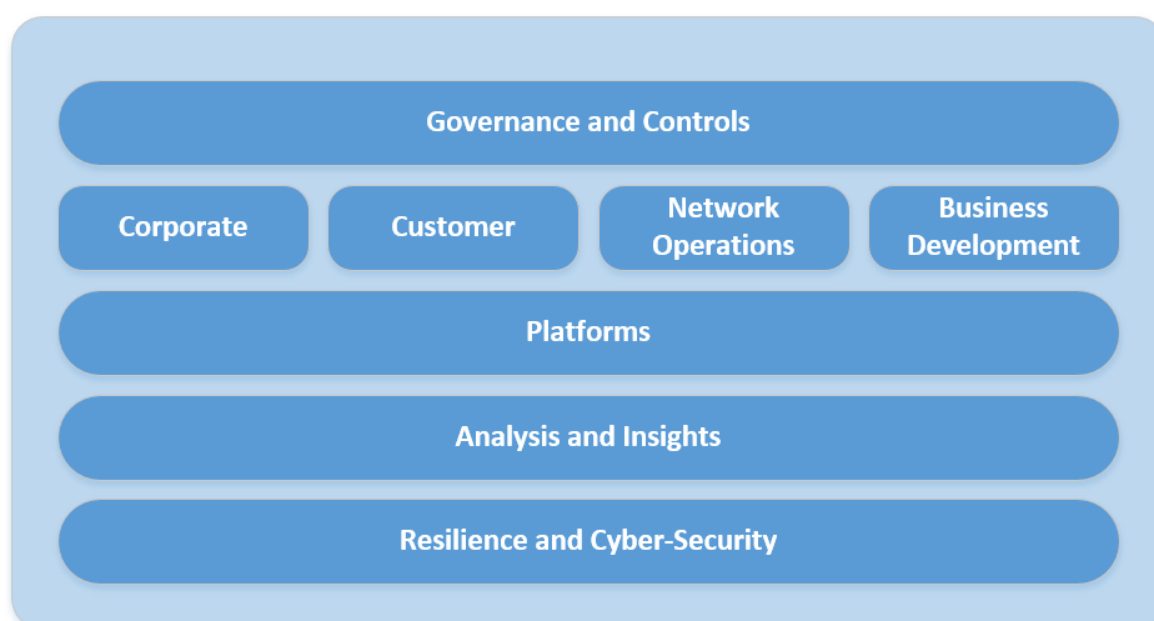 Governance and Controls
Corporate
Customer
Network
Operations
Business
Development
Platforms
Analysis and Insights
Resilience and Cyber-Security